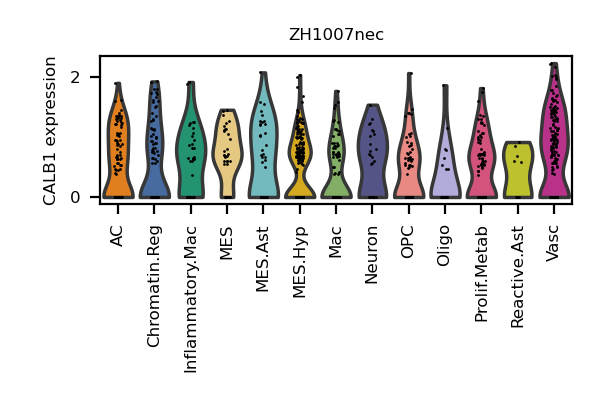 ZH1007nec
CALB1 expression
2
0
AC
Chromatin.Reg
Inflammatory.Mac
MES
MES.Ast
MES.Hyp
Mac
Neuron
OPC
Oligo
Prolif.Metab
Reactive.Ast
Vasc